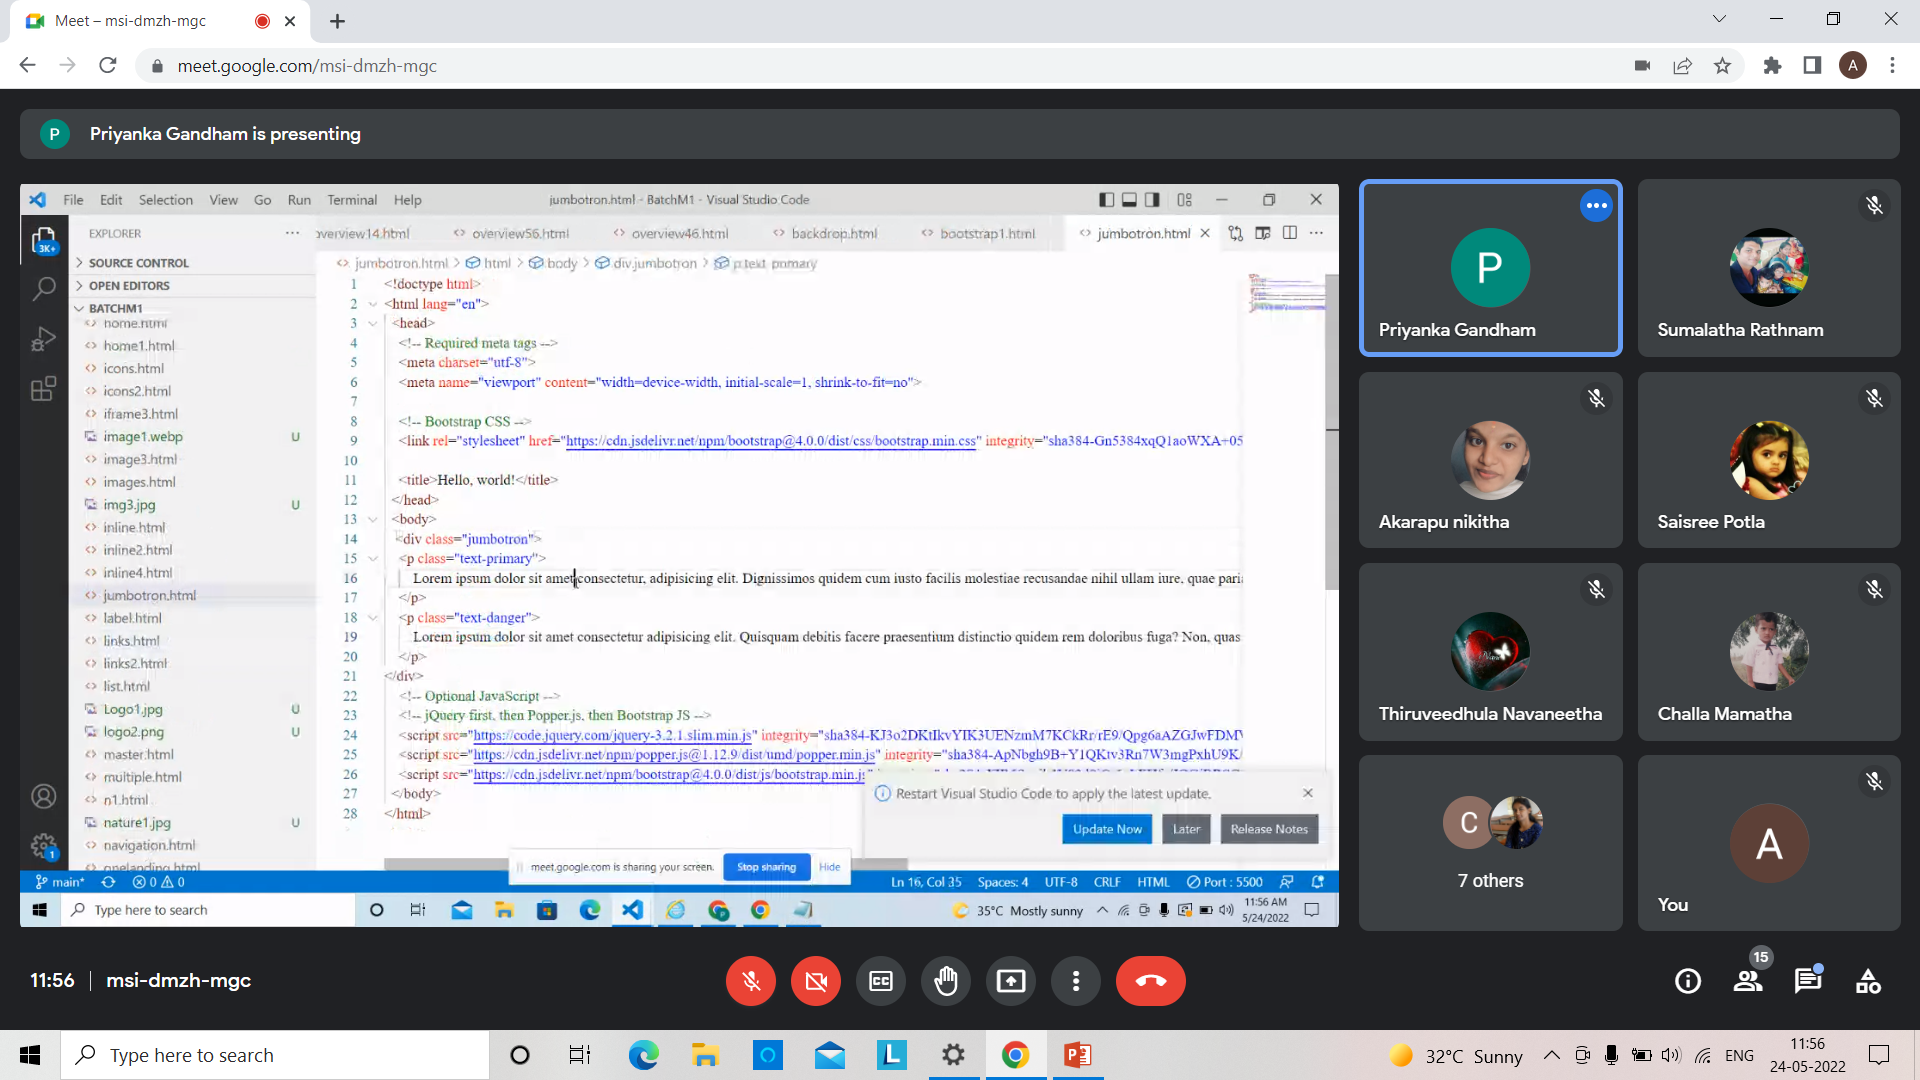 Meet – msi-dmzh-mgc
meet.google.com/msi-dmzh-mgc
A
P
Priyanka Gandham is presenting
File Edit Selection View Go Run Terminal Help
jumbotron.html - BatchM1 - Visual Studio Code
EXPLORER
verview14.html
overview56.html
overview46.html
backdrop.html
bootstrap1.html
jumbotron.html
3K+
SOURCE CONTROL
OPEN EDITORS
BATCHM1
home.html
home1.html
icons.html
icons2.html
iframe3.html
image1.webp U
image3.html
images.html
img3.jpg U
inline.html
inline2.html
inline4.html
jumbotron.html
label.html
links.html
links2.html
list.html
Logo1.jpg U
logo2.png U
master.html
multiple.html
n1.html
nature1.jpg U
navigation.html
onelanding.html
jumbotron.html > html > body > div.jumbotron > p.text-primary
1 <!doctype html>
2 <html lang="en">
3 <head>
4 <!-- Required meta tags -->
5 <meta charset="utf-8">
6 <meta name="viewport" content="width=device-width, initial-scale=1, shrink-to-fit=no">
7
8 <!-- Bootstrap CSS -->
9 <link rel="stylesheet" href="https://cdn.jsdelivr.net/npm/bootstrap@4.0.0/dist/css/bootstrap.min.css" integrity="sha384-Gn5384xqQ1aoWXA+05
10
11 <title>Hello, world!</title>
12 </head>
13 <body>
14 <div class="jumbotron">
15 <p class="text-primary">
16 Lorem ipsum dolor sit amet consectetur, adipisicing elit. Dignissimos quidem cum iusto facilis molestiae recusandae nihil ullam iure, quae paria
17 </p>
18 <p class="text-danger">
19 Lorem ipsum dolor sit amet consectetur adipisicing elit. Quisquam debitis facere praesentium distinctio quidem rem doloribus fuga? Non, quas
20 </p>
21 </div>
22 <!-- Optional JavaScript -->
23 <!-- jQuery first, then Popper.js, then Bootstrap JS -->
24 <script src="https://code.jquery.com/jquery-3.2.1.slim.min.js" integrity="sha384-KJ3o2DKtIkvYIK3UENzmM7KCkRr/rE9/Qpg6aAZGJwFDMV
25 <script src="https://cdn.jsdelivr.net/npm/popper.js@1.12.9/dist/umd/popper.min.js" integrity="sha384-ApNbgh9B+Y1QKtv3Rn7W3mgPxhU9K/
26 <script src="https://cdn.jsdelivr.net/npm/bootstrap@4.0.0/dist/js/bootstrap.min.js
27 </body>
28 </html>
Restart Visual Studio Code to apply the latest update.
Update Now
Later
Release Notes
meet.google.com is sharing your screen.
Stop sharing
Hide
1
main*
0 0
Ln 16, Col 35
Spaces: 4
UTF-8
CRLF
HTML
Port : 5500
Type here to search
35°C Mostly sunny
11:56 AM
5/24/2022
P
Priyanka Gandham
Sumalatha Rathnam
Akarapu nikitha
Saisree Potla
Thiruveedhula Navaneetha
Challa Mamatha
C
7 others
A
You
11:56 | msi-dmzh-mgc
CC
15
Type here to search
L
32°C Sunny
ENG
11:56
24-05-2022